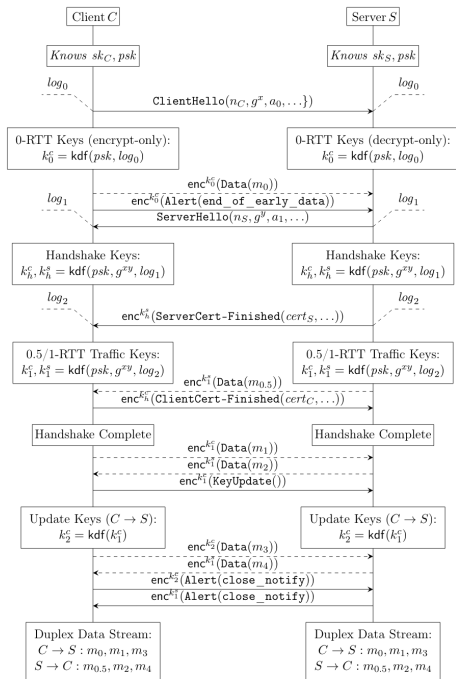 Client C Server S
Knows sk_C, psk Knows sk_S, psk
log_0 log_0
ClientHello(n_C, g^x, a_0, …})
0-RTT Keys (encrypt-only): 0-RTT Keys (decrypt-only):
k_0^c = kdf(psk, log_0) k_0^c = kdf(psk, log_0)
enc^{k_0^c}(Data(m_0))
log_1 enc^{k_0^c}(Alert(end_of_early_data)) log_1
ServerHello(n_S, g^y, a_1, …)
Handshake Keys: Handshake Keys:
k_h^c, k_h^s = kdf(psk, g^{xy}, log_1) k_h^c, k_h^s = kdf(psk, g^{xy}, log_1)
log_2 log_2
enc^{k_h^s}(ServerCert-Finished(cert_S, …))
0.5/1-RTT Traffic Keys: 0.5/1-RTT Traffic Keys:
k_1^c, k_1^s = kdf(psk, g^{xy}, log_2) k_1^c, k_1^s = kdf(psk, g^{xy}, log_2)
enc^{k_1^s}(Data(m_{0.5}))
enc^{k_h^c}(ClientCert-Finished(cert_C, …))
Handshake Complete Handshake Complete
enc^{k_1^c}(Data(m_1))
enc^{k_1^s}(Data(m_2))
enc^{k_1^c}(KeyUpdate())
Update Keys (C → S): Update Keys (C → S):
k_2^c = kdf(k_1^c) k_2^c = kdf(k_1^c)
enc^{k_2^c}(Data(m_3))
enc^{k_1^s}(Data(m_4))
enc^{k_2^c}(Alert(close_notify))
enc^{k_1^s}(Alert(close_notify))
Duplex Data Stream: Duplex Data Stream:
C → S : m_0, m_1, m_3 C → S : m_0, m_1, m_3
S → C : m_{0.5}, m_2, m_4 S → C : m_{0.5}, m_2, m_4